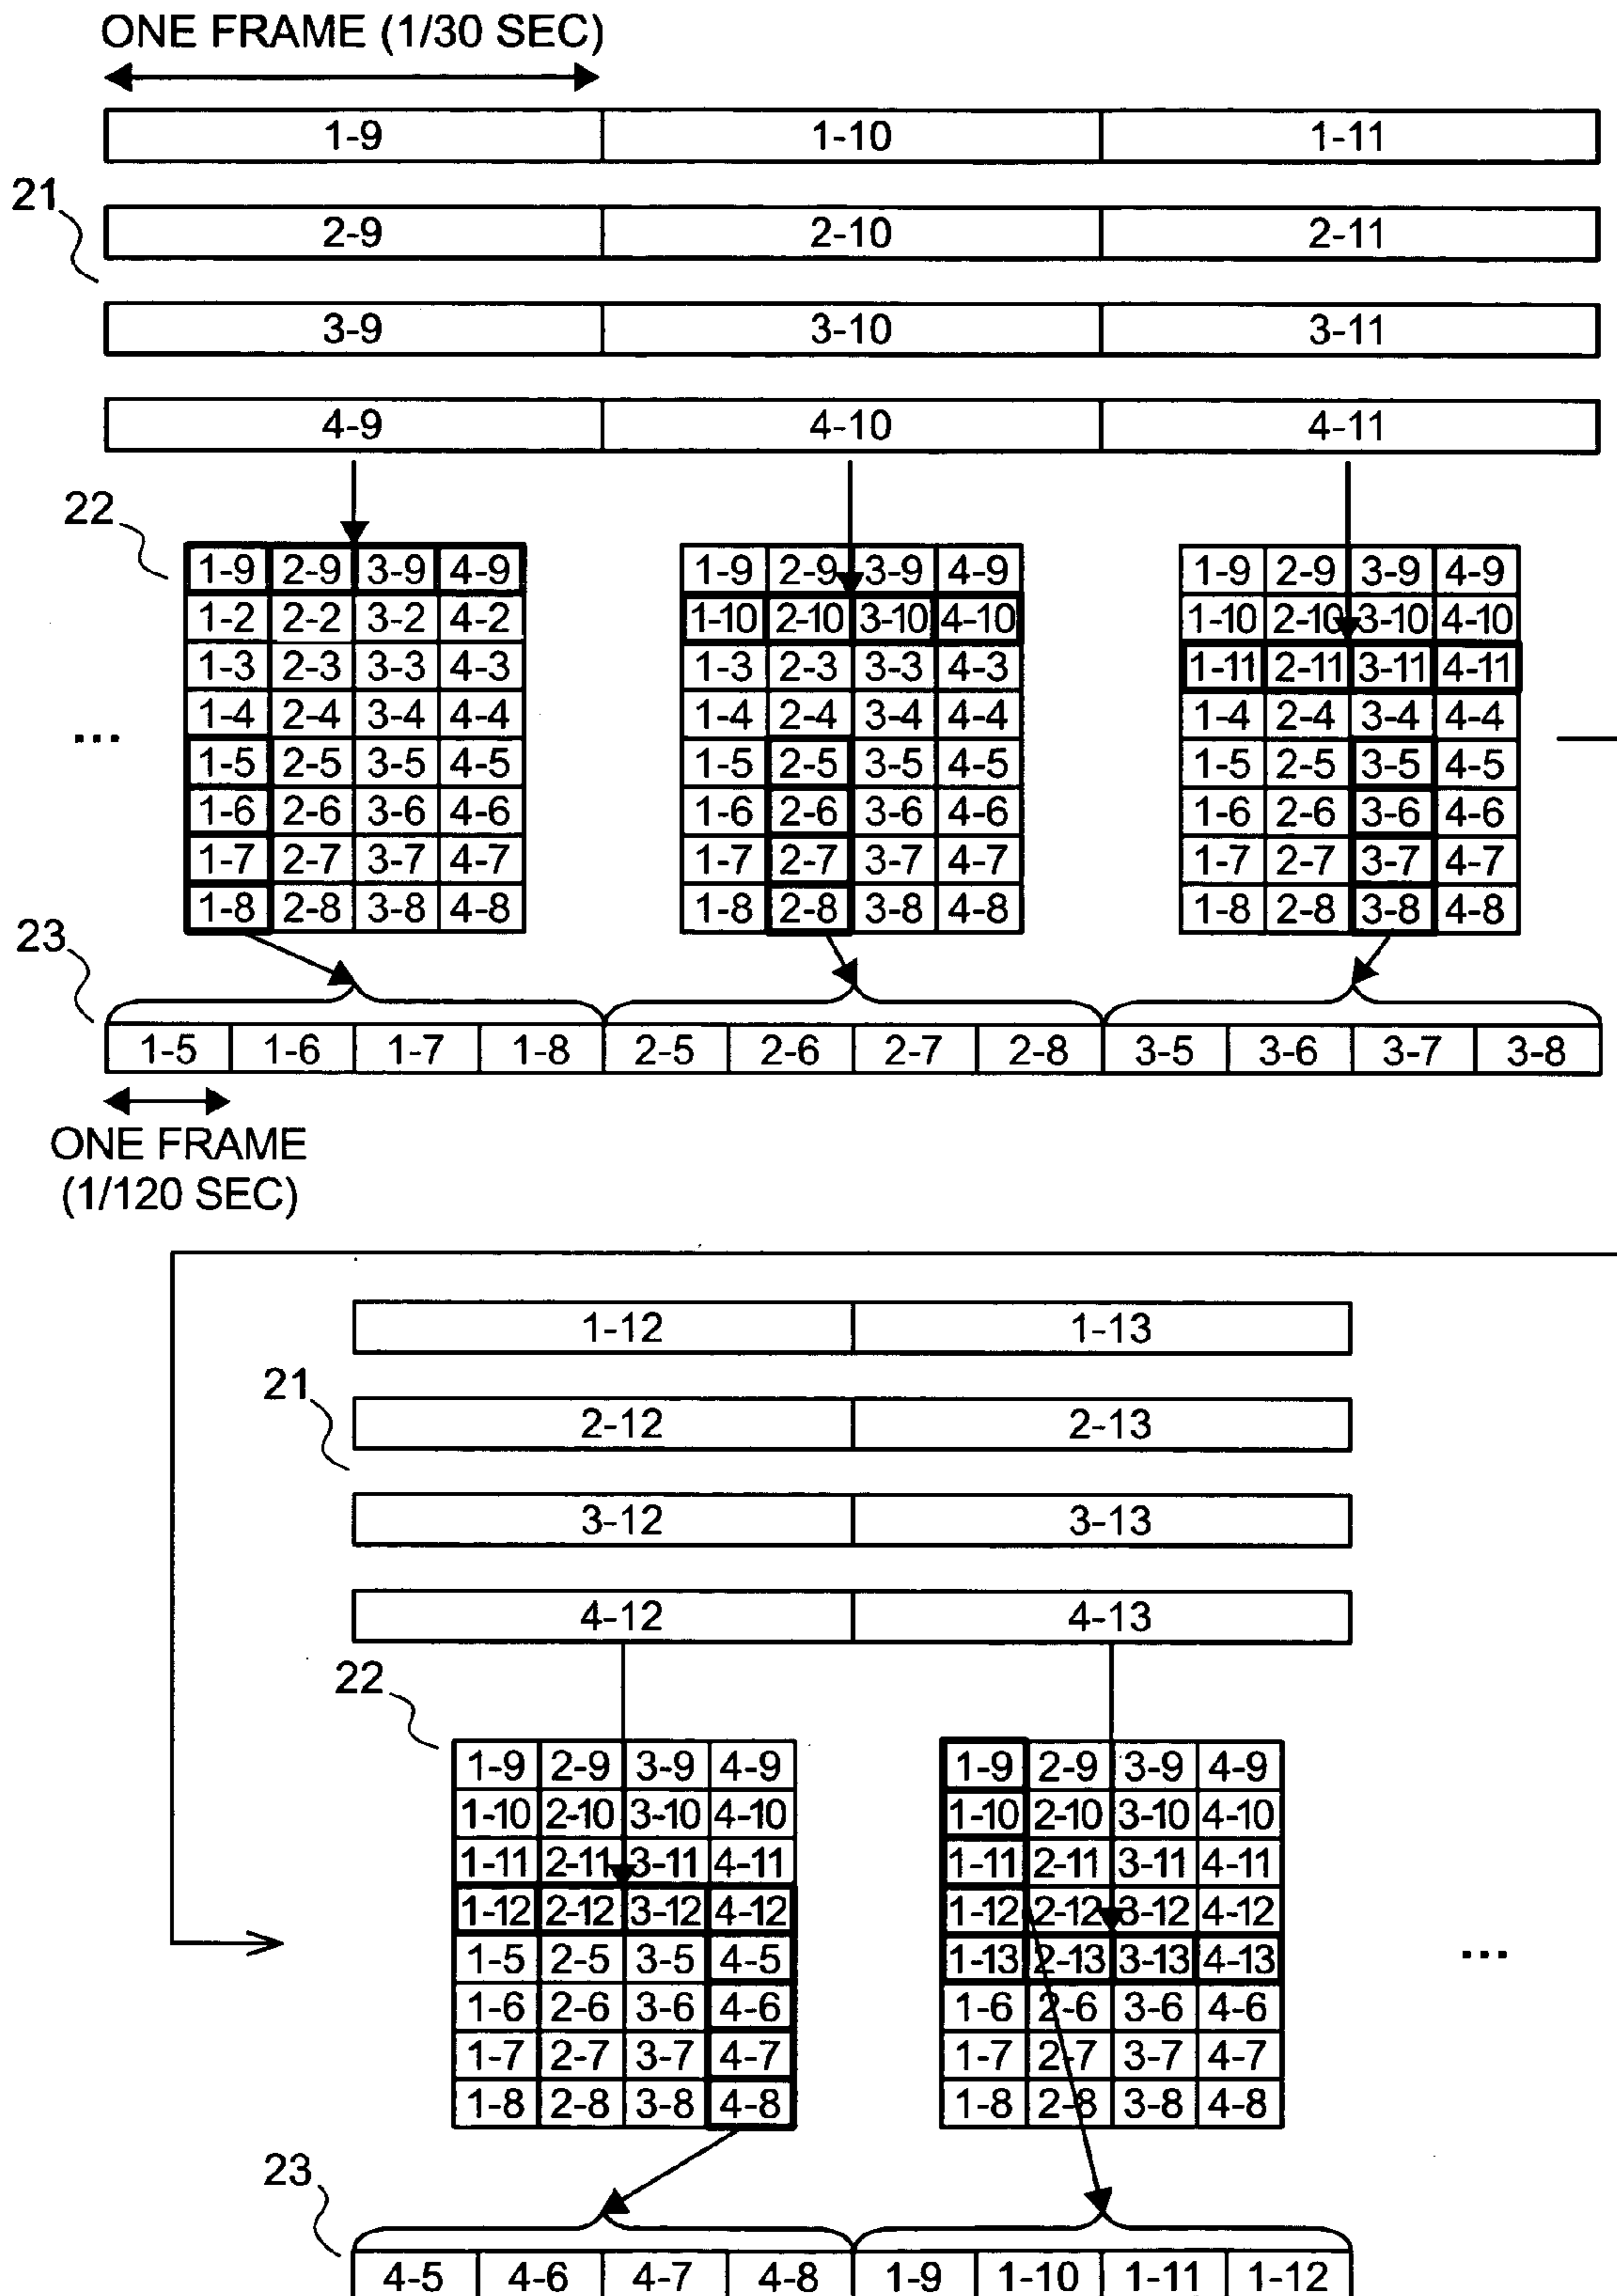 ONE FRAME (1/30 SEC)
1-9 1-10 1-11
21
2-9 2-10 2-11
3-9 3-10 3-11
4-9 4-10 4-11
22
1-9 2-9 3-9 4-9 1-9 2-9 3-9 4-9 1-9 2-9 3-9 4-9
1-2 2-2 3-2 4-2 1-10 2-10 3-10 4-10 1-10 2-10 3-10 4-10
1-3 2-3 3-3 4-3 1-3 2-3 3-3 4-3 1-11 2-11 3-11 4-11
1-4 2-4 3-4 4-4 1-4 2-4 3-4 4-4 1-4 2-4 3-4 4-4
...
1-5 2-5 3-5 4-5 1-5 2-5 3-5 4-5 1-5 2-5 3-5 4-5
1-6 2-6 3-6 4-6 1-6 2-6 3-6 4-6 1-6 2-6 3-6 4-6
1-7 2-7 3-7 4-7 1-7 2-7 3-7 4-7 1-7 2-7 3-7 4-7
1-8 2-8 3-8 4-8 1-8 2-8 3-8 4-8 1-8 2-8 3-8 4-8
23
1-5 1-6 1-7 1-8 2-5 2-6 2-7 2-8 3-5 3-6 3-7 3-8
ONE FRAME
(1/120 SEC)
1-12 1-13
21
2-12 2-13
3-12 3-13
4-12 4-13
22
1-9 2-9 3-9 4-9 1-9 2-9 3-9 4-9
1-10 2-10 3-10 4-10 1-10 2-10 3-10 4-10
1-11 2-11 3-11 4-11 1-11 2-11 3-11 4-11
1-12 2-12 3-12 4-12 1-12 2-12 3-12 4-12
1-5 2-5 3-5 4-5 1-13 2-13 3-13 4-13
...
1-6 2-6 3-6 4-6 1-6 2-6 3-6 4-6
1-7 2-7 3-7 4-7 1-7 2-7 3-7 4-7
1-8 2-8 3-8 4-8 1-8 2-8 3-8 4-8
23
4-5 4-6 4-7 4-8 1-9 1-10 1-11 1-12